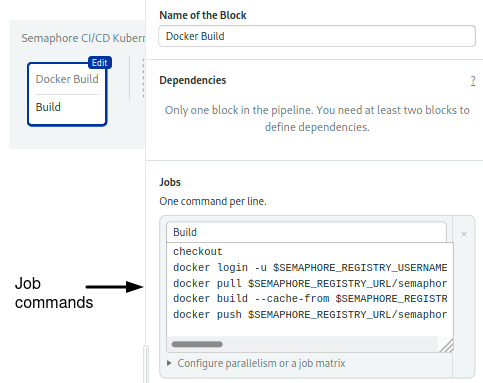 Name of the Block
Docker Build
Semaphore CI/CD Kubern
Edit
Docker Build
Build
Dependencies
?
Only one block in the pipeline. You need at least two blocks to
define dependencies.
Jobs
One command per line.
Build
×
checkout
docker login -u $SEMAPHORE_REGISTRY_USERNAME
docker pull $SEMAPHORE_REGISTRY_URL/semaphor
docker build --cache-from $SEMAPHORE_REGISTR
docker push $SEMAPHORE_REGISTRY_URL/semaphor
Job
commands
Configure parallelism or a job matrix